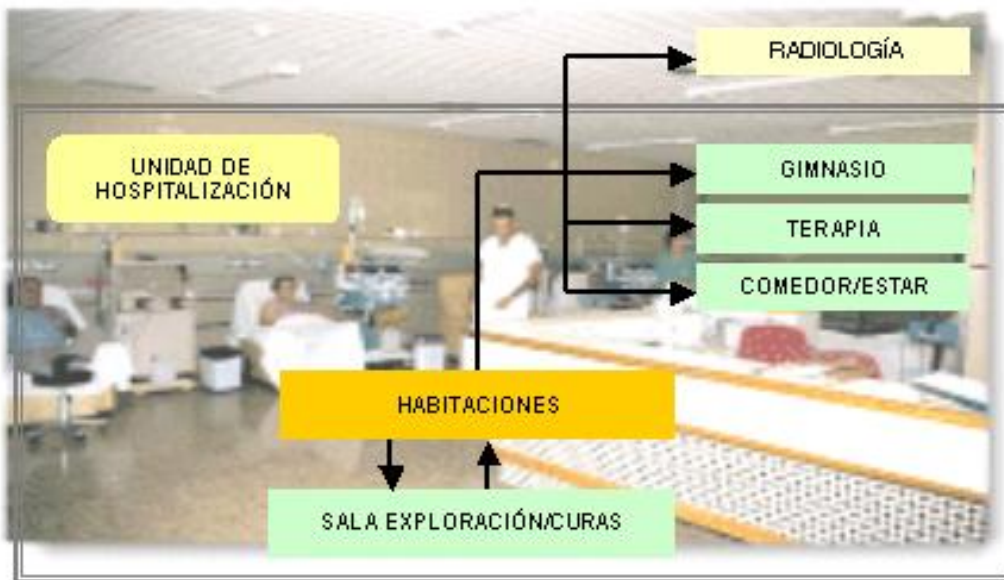 RADIOLOGÍA
UNIDAD DE
HOSPITALIZACIÓN
GIMNASIO
TERAPIA
COMEDOR/ESTAR
HABITACIONES
SALA EXPLORACIÓN/CURAS